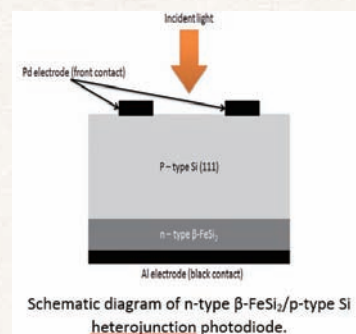 Incident light
Pd electrode (front contact)
P – type Si (111)
n – type β-FeSi₂
Al electrode (black contact)
Schematic diagram of n-type β-FeSi₂/p-type Si
heterojunction photodiode.